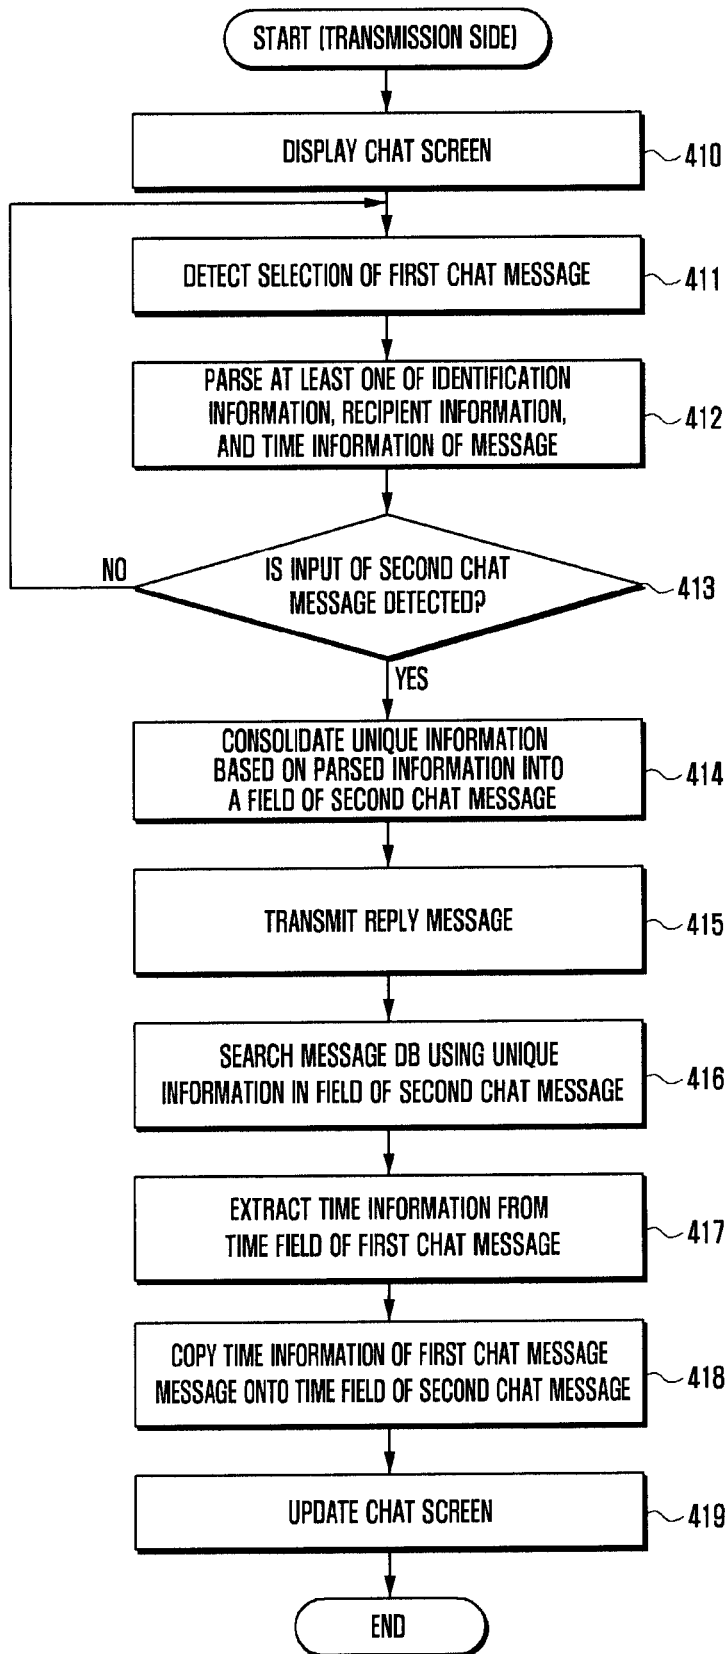 START (TRANSMISSION SIDE)
DISPLAY CHAT SCREEN
410
DETECT SELECTION OF FIRST CHAT MESSAGE
411
PARSE AT LEAST ONE OF IDENTIFICATION
INFORMATION, RECIPIENT INFORMATION,
AND TIME INFORMATION OF MESSAGE
412
NO
IS INPUT OF SECOND CHAT
MESSAGE DETECTED?
413
YES
CONSOLIDATE UNIQUE INFORMATION
BASED ON PARSED INFORMATION INTO
A FIELD OF SECOND CHAT MESSAGE
414
TRANSMIT REPLY MESSAGE
415
SEARCH MESSAGE DB USING UNIQUE
INFORMATION IN FIELD OF SECOND CHAT MESSAGE
416
EXTRACT TIME INFORMATION FROM
TIME FIELD OF FIRST CHAT MESSAGE
417
COPY TIME INFORMATION OF FIRST CHAT MESSAGE
MESSAGE ONTO TIME FIELD OF SECOND CHAT MESSAGE
418
UPDATE CHAT SCREEN
419
END